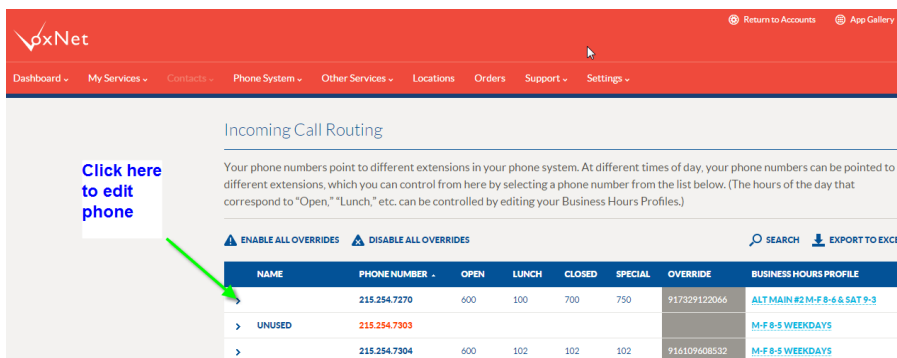 Return to Accounts App Gallery
VoxNet
Dashboard My Services Contacts Phone System Other Services Locations Orders Support Settings
Incoming Call Routing
Your phone numbers point to different extensions in your phone system. At different times of day, your phone numbers can be pointed to
different extensions, which you can control from here by selecting a phone number from the list below. (The hours of the day that
correspond to “Open,” “Lunch,” etc. can be controlled by editing your Business Hours Profiles.)
Click here
to edit
phone
ENABLE ALL OVERRIDES DISABLE ALL OVERRIDES SEARCH EXPORT TO EXCE
NAME PHONE NUMBER OPEN LUNCH CLOSED SPECIAL OVERRIDE BUSINESS HOURS PROFILE
215.254.7270 600 100 700 750 917329122066 ALT MAIN #2 M-F 8-6 & SAT 9-3
UNUSED 215.254.7303 M-F 8-5 WEEKDAYS
215.254.7304 600 102 102 102 916109608532 M-F 8-5 WEEKDAYS